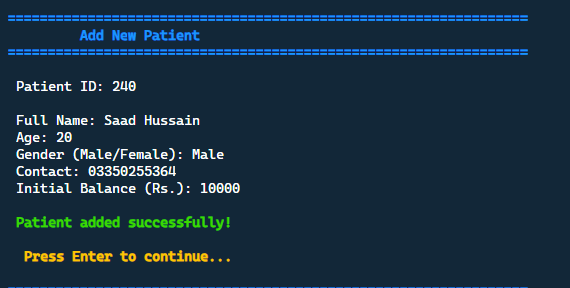 Add New Patient
Patient ID: 240
Full Name: Saad Hussain
Age: 20
Gender (Male/Female): Male
Contact: 03350255364
Initial Balance (Rs.): 10000
Patient added successfully!
Press Enter to continue...